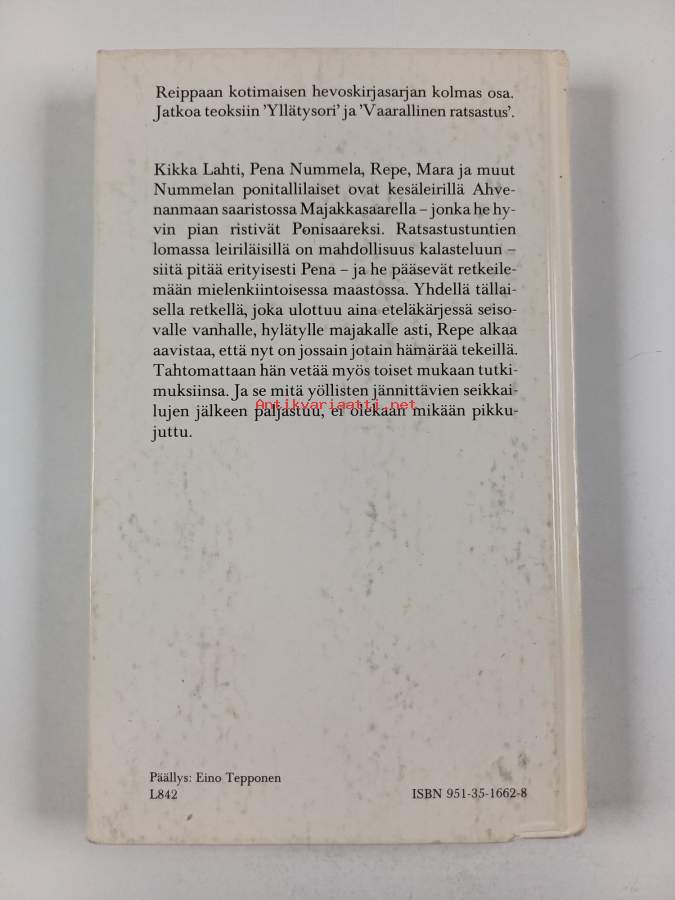 Reippaan kotimaisen hevoskirjasarjan kolmas osa.
Jatkoa teoksiin 'Yllätysori' ja 'Vaarallinen ratsastus'.
Kikka Lahti, Pena Nummela, Repe, Mara ja muut
Nummelan ponitallilaiset ovat kesäleirillä Ahve-
nanmaan saaristossa Majakkasaarella – jonka he hy-
vin pian ristivät Ponisaareksi. Ratsastustuntien
lomassa leiriläisillä on mahdollisuus kalasteluun –
siitä pitää erityisesti Pena – ja he pääsevät retkeile-
mään mielenkiintoisessa maastossa. Yhdellä tällai-
sella retkellä, joka ulottuu aina eteläkärjessä seiso-
valle vanhalle, hylätylle majakalle asti, Repe alkaa
aavistaa, että nyt on jossain jotain hämärää tekeillä.
Tahtomattaan hän vetää myös toiset mukaan tutki-
muksiinsa. Ja se mitä yöllisten jännittävien seikkai-
lujen jälkeen paljastuu, ei olekaan mikään pikku-
juttu.
Antikvariaatti.net
Päällys: Eino Tepponen
L842
ISBN 951-35-1662-8